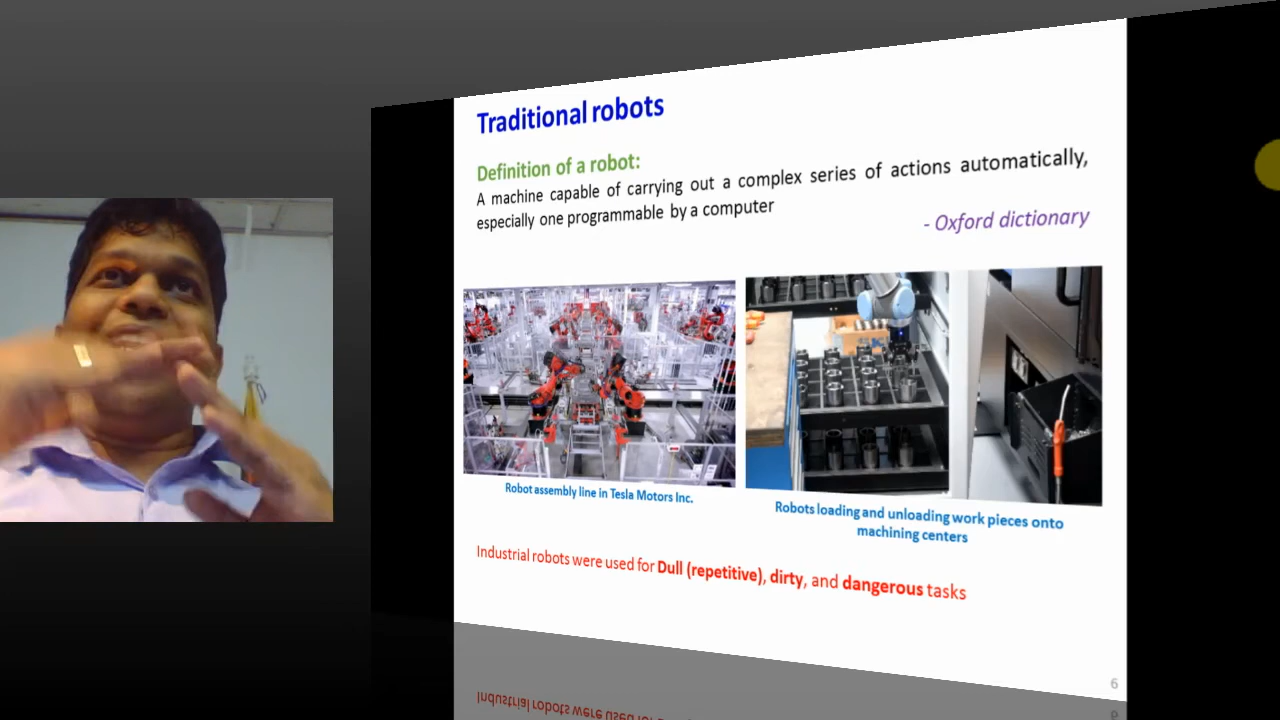 Traditional robots
Definition of a robot:
A machine capable of carrying out a complex series of actions automatically,
especially one programmable by a computer
- Oxford dictionary
Robot assembly line in Tesla Motors Inc.
Robots loading and unloading work pieces onto
machining centers
Industrial robots were used for Dull (repetitive), dirty, and dangerous tasks
6